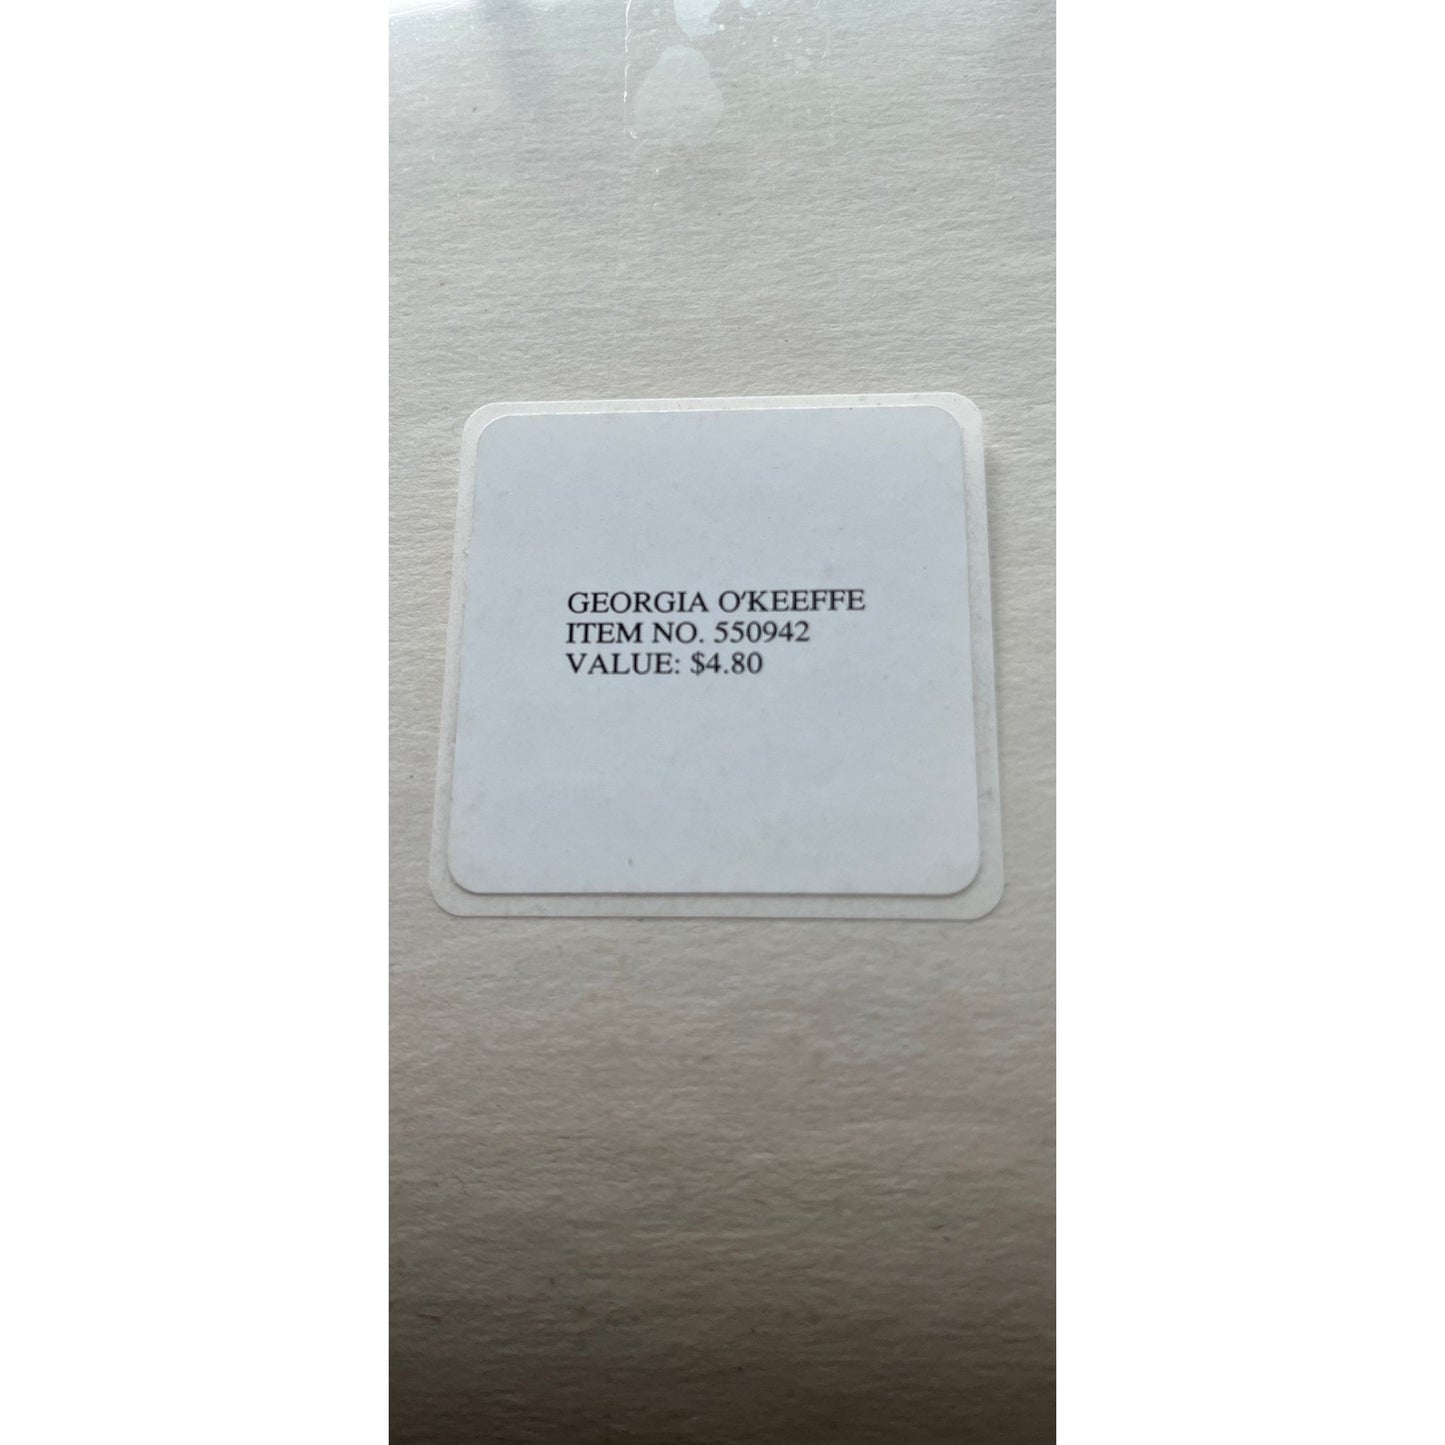 GEORGIA O'KEEFFE
ITEM NO. 550942
VALUE: $4.80